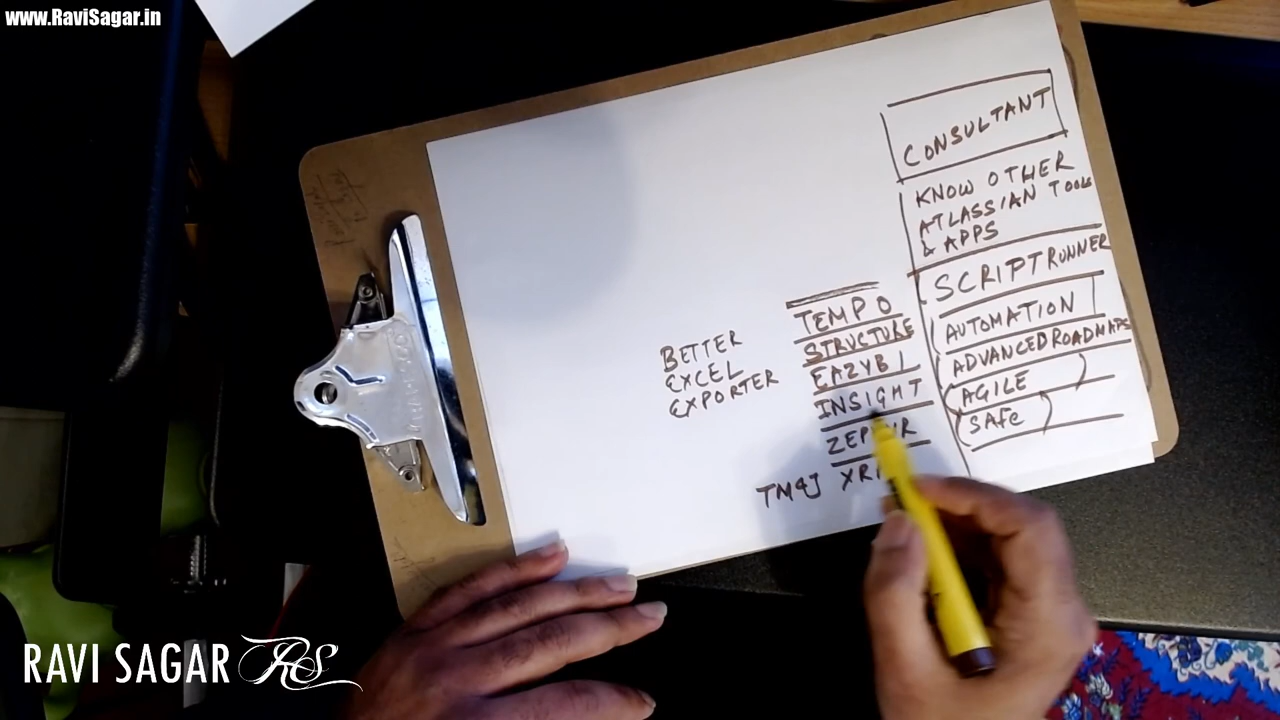 www.RaviSagar.in
CONSULTANT
KNOW OTHER
ATLASSIAN TOOLS
& APPS
SCRIPTRUNNER
AUTOMATION
ADVANCED ROADMAPS
AGILE
SAFe
TEMPO
STRUCTURE
EAZYBI
INSIGHT
TM4J
BETTER
EXCEL
EXPORTER
RAVI SAGAR RS